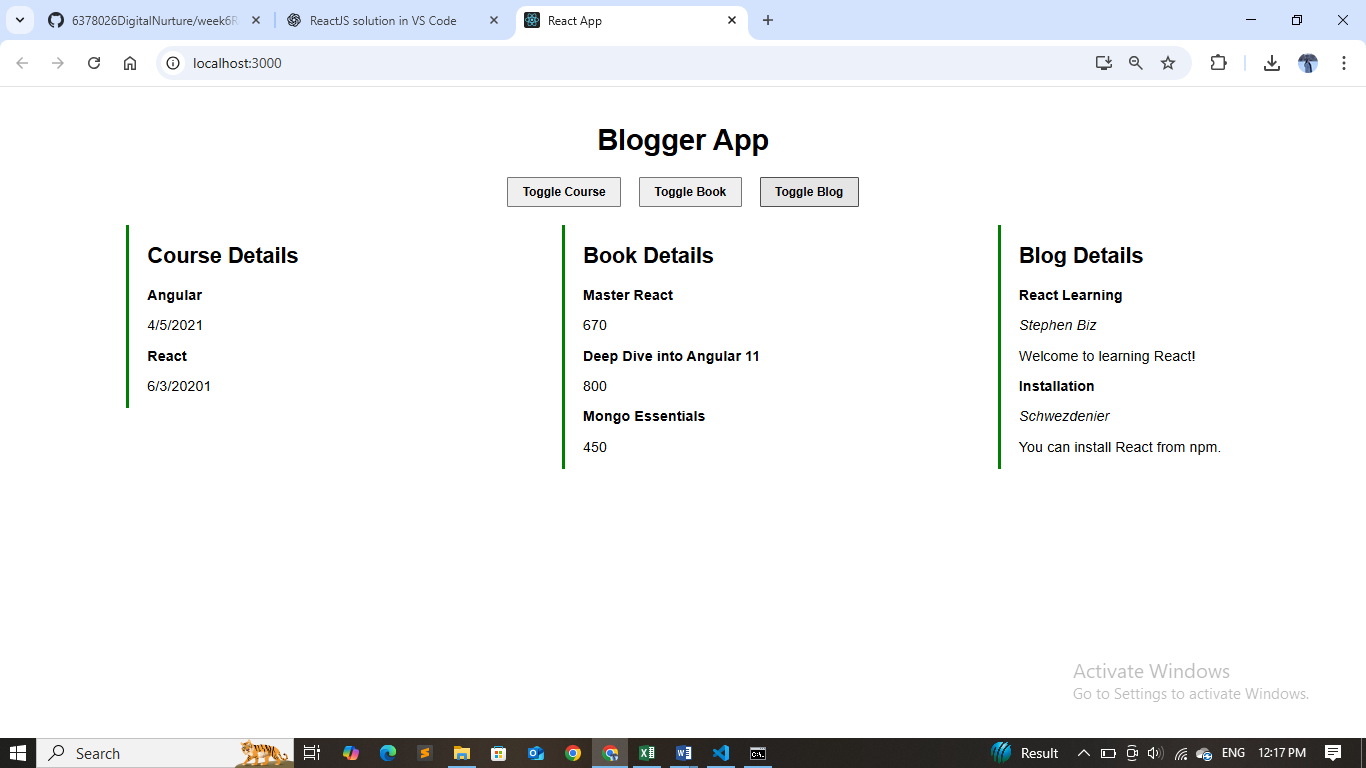 6378026DigitalNurture/week6R
ReactJS solution in VS Code
React App
localhost:3000
Blogger App
Toggle Course
Toggle Book
Toggle Blog
Course Details
Angular
4/5/2021
React
6/3/20201
Book Details
Master React
670
Deep Dive into Angular 11
800
Mongo Essentials
450
Blog Details
React Learning
Stephen Biz
Welcome to learning React!
Installation
Schwezdenier
You can install React from npm.
Activate Windows
Go to Settings to activate Windows.
Search
Result
ENG
12:17 PM